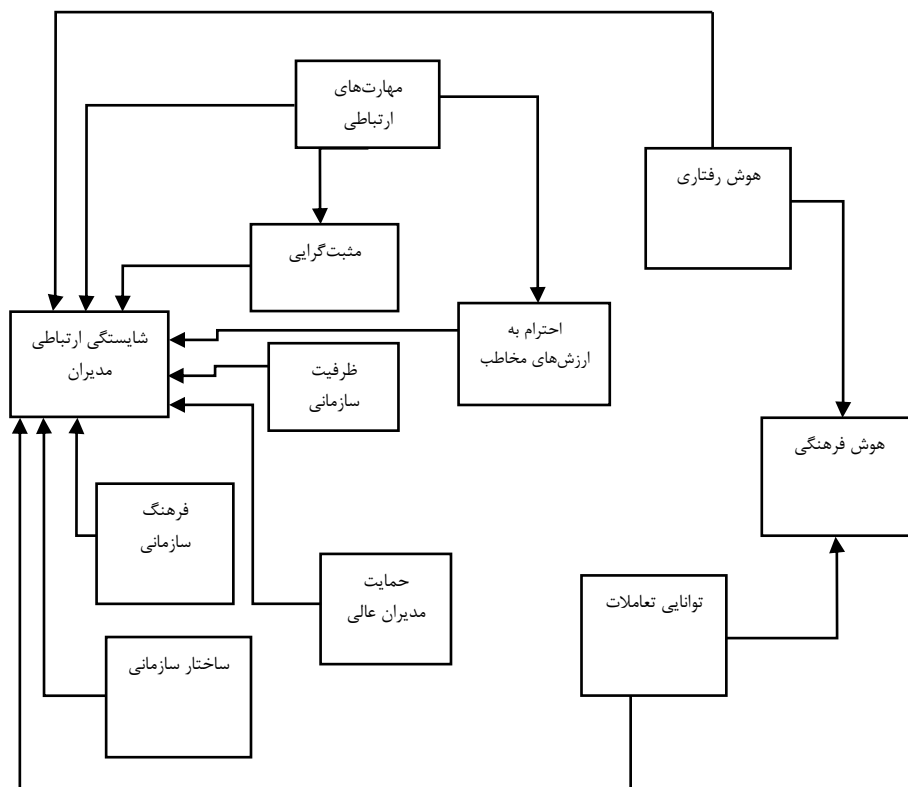 مهارت‌های
ارتباطی
هوش رفتاری
مثبت‌گرایی
احترام به
ارزش‌های مخاطب
شایستگی ارتباطی
مدیران
ظرفیت
سازمانی
هوش فرهنگی
فرهنگ
سازمانی
حمایت
مدیران عالی
توانایی تعاملات
ساختار سازمانی